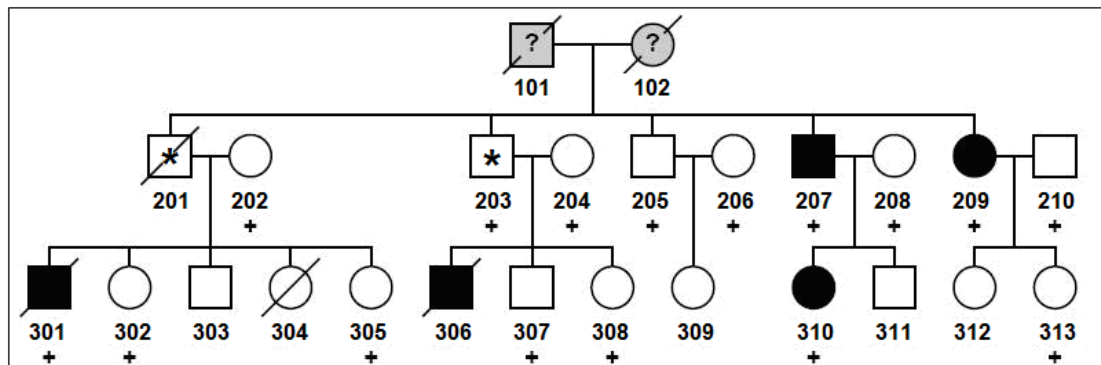 ? ?
101 102
* *
201 202 203 204 205 206 207 208 209 210
+ + + + + + + + +
301 302 303 304 305 306 307 308 309 310 311 312 313
+ + + + + + +